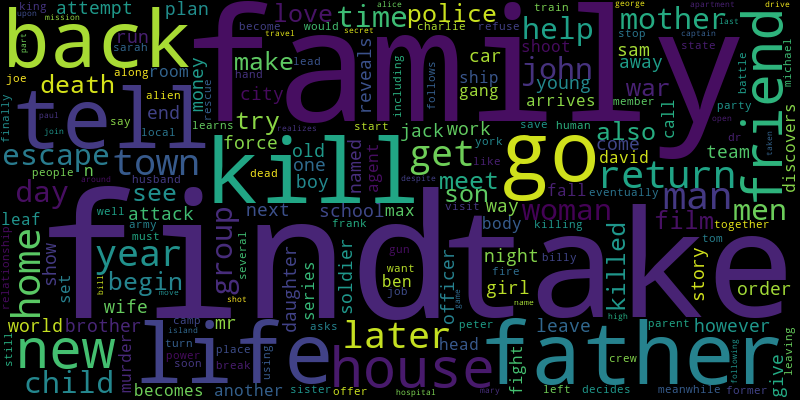 king
mission
upon
part
attempt
plan
alice
travel
secret
love
time
become
would
charlie
police
refuse
train
george
apartment
drive
last
captain
back
family
sarah
run
help
mother
stop
state
michael
joe
death
along
room
money
rescue
make
hand
lead
reveals
including
follows
car
ship
gang
shoot
sam
away
war
battle
party
friend
discovers
tell
alien
city
john
young
arrives
member
call
open
finally
paul
say
end
learns
try
realizes
start
jack
work
save
human
also
dr
join
local
force
york
come
team
taken
escape
people
n
town
husband
kill
old
one
boy
named
agent
get
like
meet
go
david
return
eventually
day
around
see
dead
despite
son
fall
man
men
leaf
well
attack
next
school
max
visit
way
woman
film
together
relationship
home
show
army
year
must
group
several
frank
find
take
body
killing
tom
set
bill
begin
move
shot
daughter
series
soldier
gun
want
ben
job
officer
game
night
fire
girl
billy
name
killed
high
story
order
wife
world
brother
camp
island
mr
life
asks
later
peter
father
leave
parent
however
still
new
murder
turn
power
soon
place
break
using
house
head
fight
crew
following
give
leaving
child
becomes
another
sister
offer
hospital
mary
left
decides
meanwhile
former